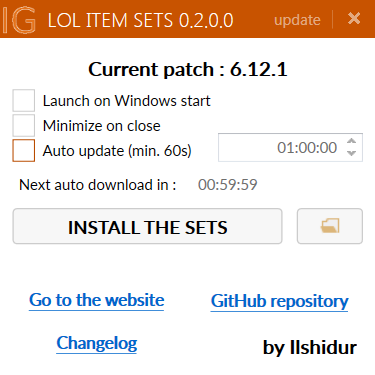 IG LOL ITEM SETS 0.2.0.0 update
Current patch : 6.12.1
Launch on Windows start
Minimize on close
Auto update (min. 60s) 01:00:00
Next auto download in : 00:59:59
INSTALL THE SETS
Go to the website GitHub repository
Changelog by Ilshidur